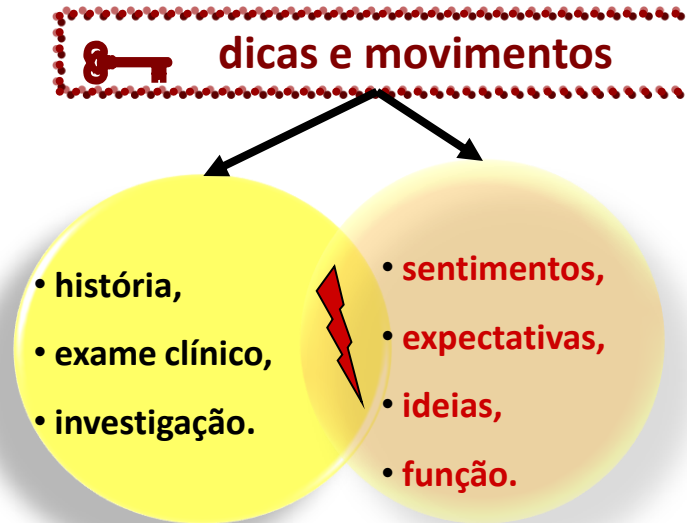 dicas e movimentos
• história,
• exame clínico,
• investigação.
• sentimentos,
• expectativas,
• ideias,
• função.